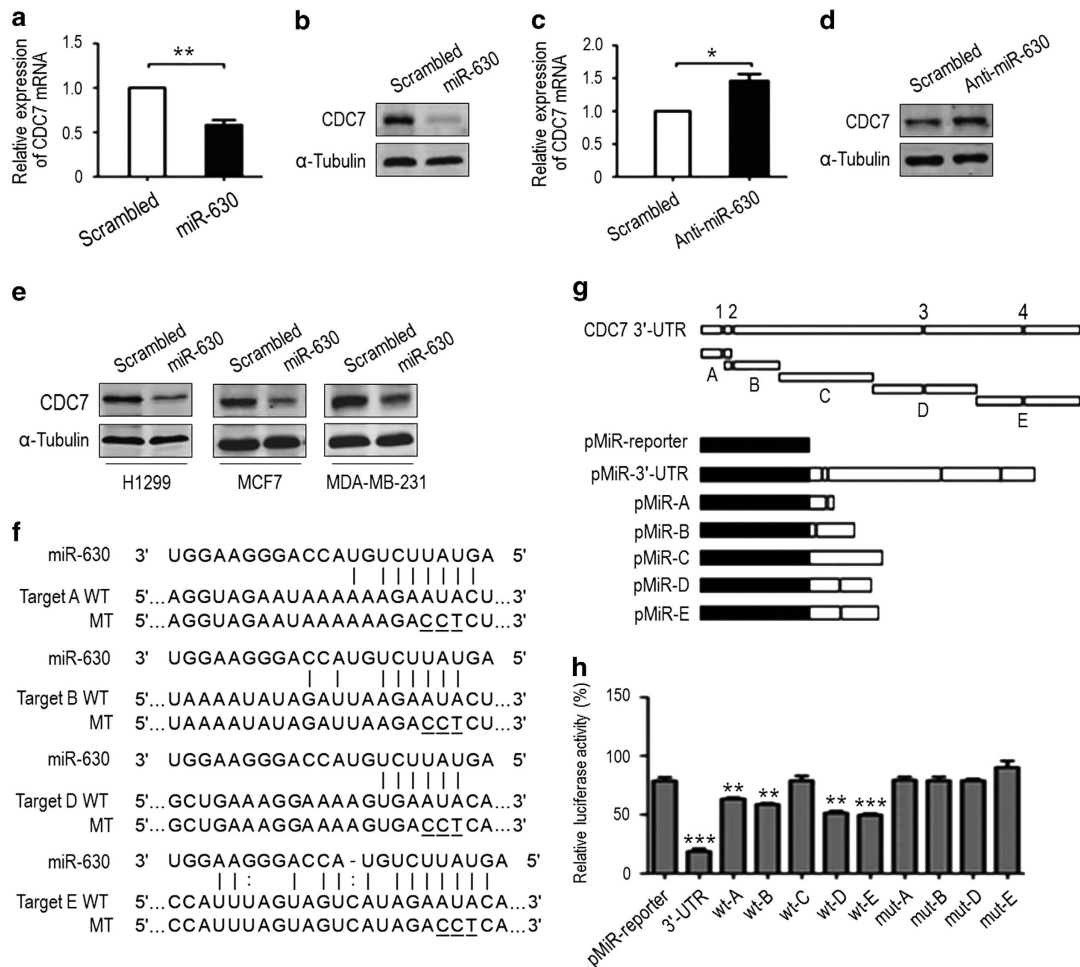 a
Relative expression
of CDC7 mRNA
1.5
1.0
0.5
0
**
Scrambled
miR-630
b
Scrambled
miR-630
CDC7
α-Tubulin
c
Relative expression
of CDC7 mRNA
2.0
1.5
1.0
0.5
0
*
Scrambled
Anti-miR-630
d
Scrambled
Anti-miR-630
CDC7
α-Tubulin
e
Scrambled
miR-630
Scrambled
miR-630
Scrambled
miR-630
CDC7
α-Tubulin
H1299
MCF7
MDA-MB-231
f
miR-630 3' UGGAAGGGACCAUGUCUUAUGA 5'
Target A WT 5'...AGGUAGAAUAAAAAAGAAUACU...3'
MT 5'...AGGUAGAAUAAAAAAGACCTCU...3'
miR-630 3' UGGAAGGGACCAUGUCUUAUGA 5'
Target B WT 5'...UAAAAUAUAGAUUAAGAAUACU...3'
MT 5'...UAAAAUAUAGAUUAAGACCTCU...3'
miR-630 3' UGGAAGGGACCAUGUCUUAUGA 5'
Target D WT 5'...GCUGAAAGGAAAAGUGAAUACA...3'
MT 5'...GCUGAAAGGAAAAGUGACCTCA...3'
miR-630 3' UGGAAGGGACCA-UGUCUUAUGA 5'
Target E WT 5'...CCAUUUAGUAGUCAUAGAAUACA...3'
MT 5'...CCAUUUAGUAGUCAUAGACCTCA...3'
g
1 2 3 4
CDC7 3'-UTR
A
B
C
D
E
pMiR-reporter
pMiR-3'-UTR
pMiR-A
pMiR-B
pMiR-C
pMiR-D
pMiR-E
h
Relative luciferase activity (%)
150
100
50
0
***
**
**
**
***
pMiR-reporter
3'-UTR
wt-A
wt-B
wt-C
wt-D
wt-E
mut-A
mut-B
mut-D
mut-E